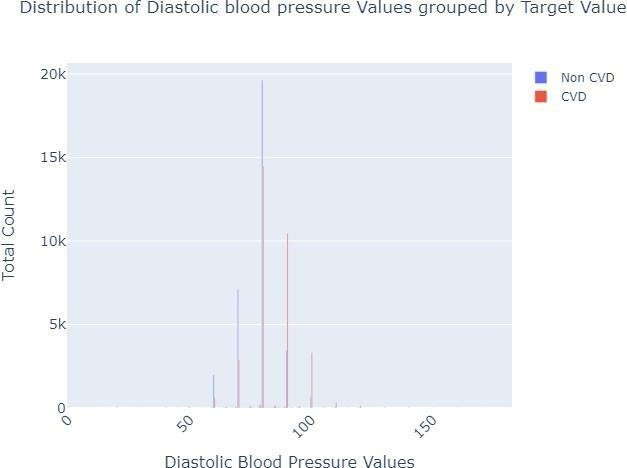 Distribution of Diastolic blood pressure Values grouped by Target Value
20k
15k
10k
5k
0
Total Count
0
50
100
150
Diastolic Blood Pressure Values
Non CVD
CVD